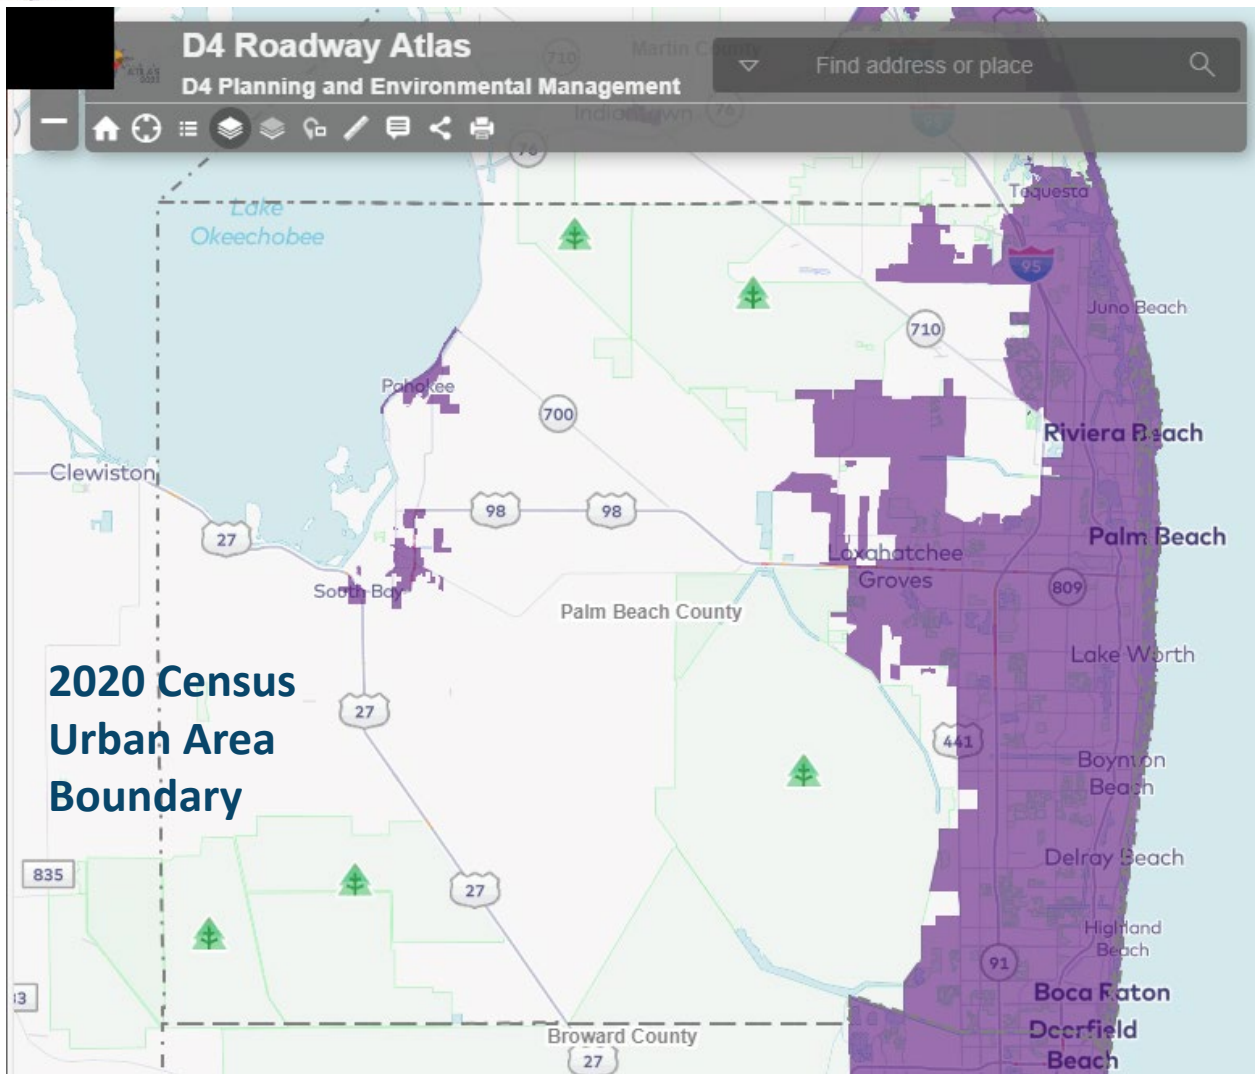 D4 Roadway Atlas
D4 Planning and Environmental Management
Find address or place
Martin County
710
Indiantown
76
76
95
Tequesta
Lake
Okeechobee
95
Juno Beach
710
Pahokee
700
Riviera Beach
Clewiston
98
98
27
Palm Beach
Loxahatchee
Groves
809
South Bay
Palm Beach County
Lake Worth
2020 Census
Urban Area
Boundary
27
441
Boynton
Beach
Delray Beach
835
27
Highland
Beach
91
Boca Raton
Deerfield
Beach
Broward County
27